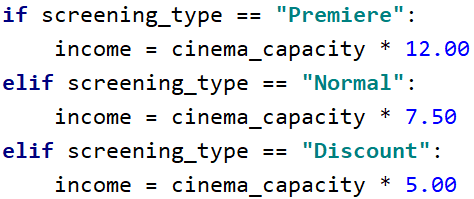 if screening_type == "Premiere":
    income = cinema_capacity * 12.00
elif screening_type == "Normal":
    income = cinema_capacity * 7.50
elif screening_type == "Discount":
    income = cinema_capacity * 5.00